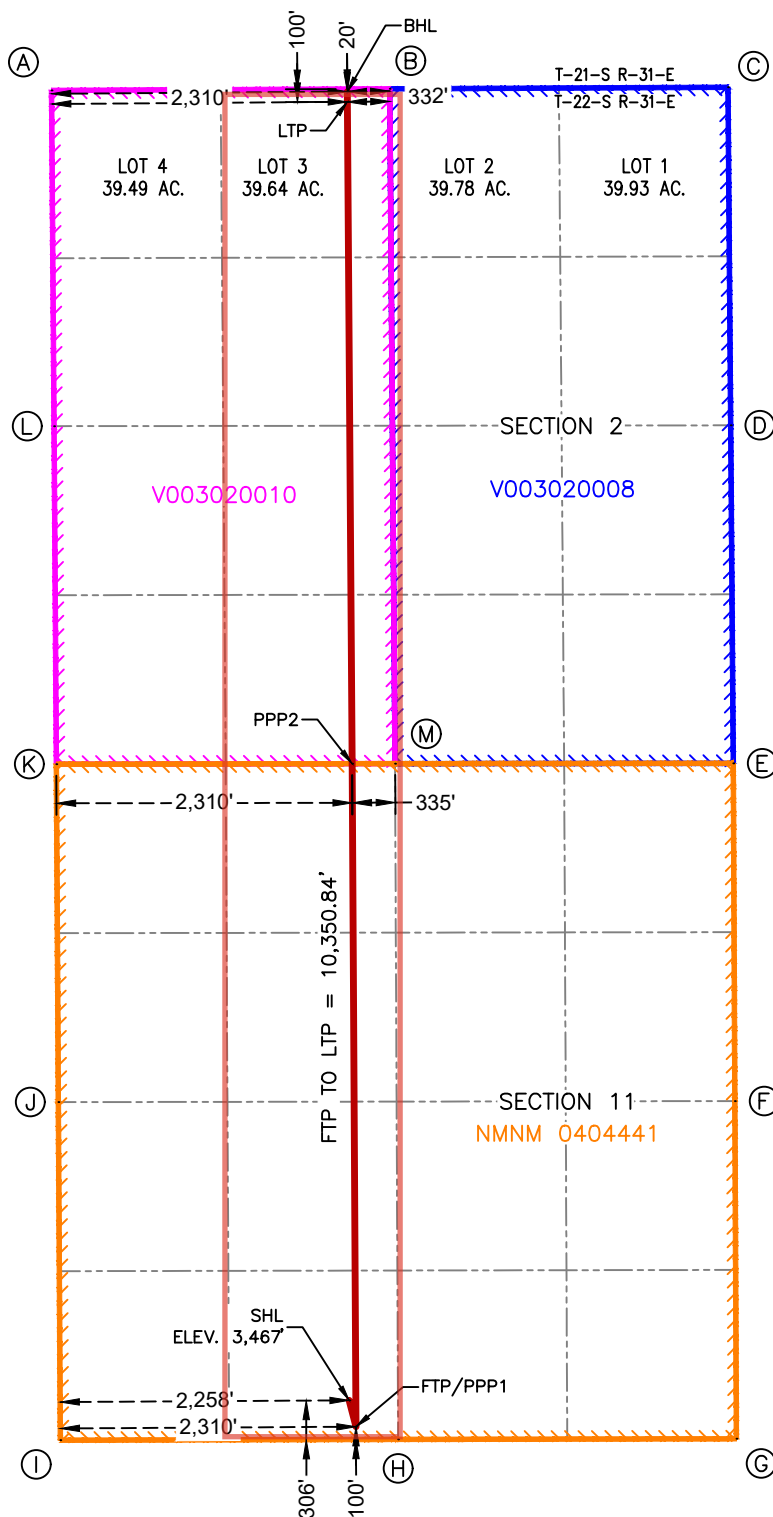 100'
20'
BHL
A
B
C
T-21-S R-31-E
T-22-S R-31-E
2,310'
332'
LTP
LOT 4
39.49 AC.
LOT 3
39.64 AC.
LOT 2
39.78 AC.
LOT 1
39.93 AC.
L
SECTION 2
D
V003020010
V003020008
PPP2
M
K
E
2,310'
335'
FTP TO LTP = 10,350.84'
J
SECTION 11
F
NMNM 0404441
SHL
ELEV. 3,467'
2,258'
FTP/PPP1
2,310'
I
H
G
306'
100'